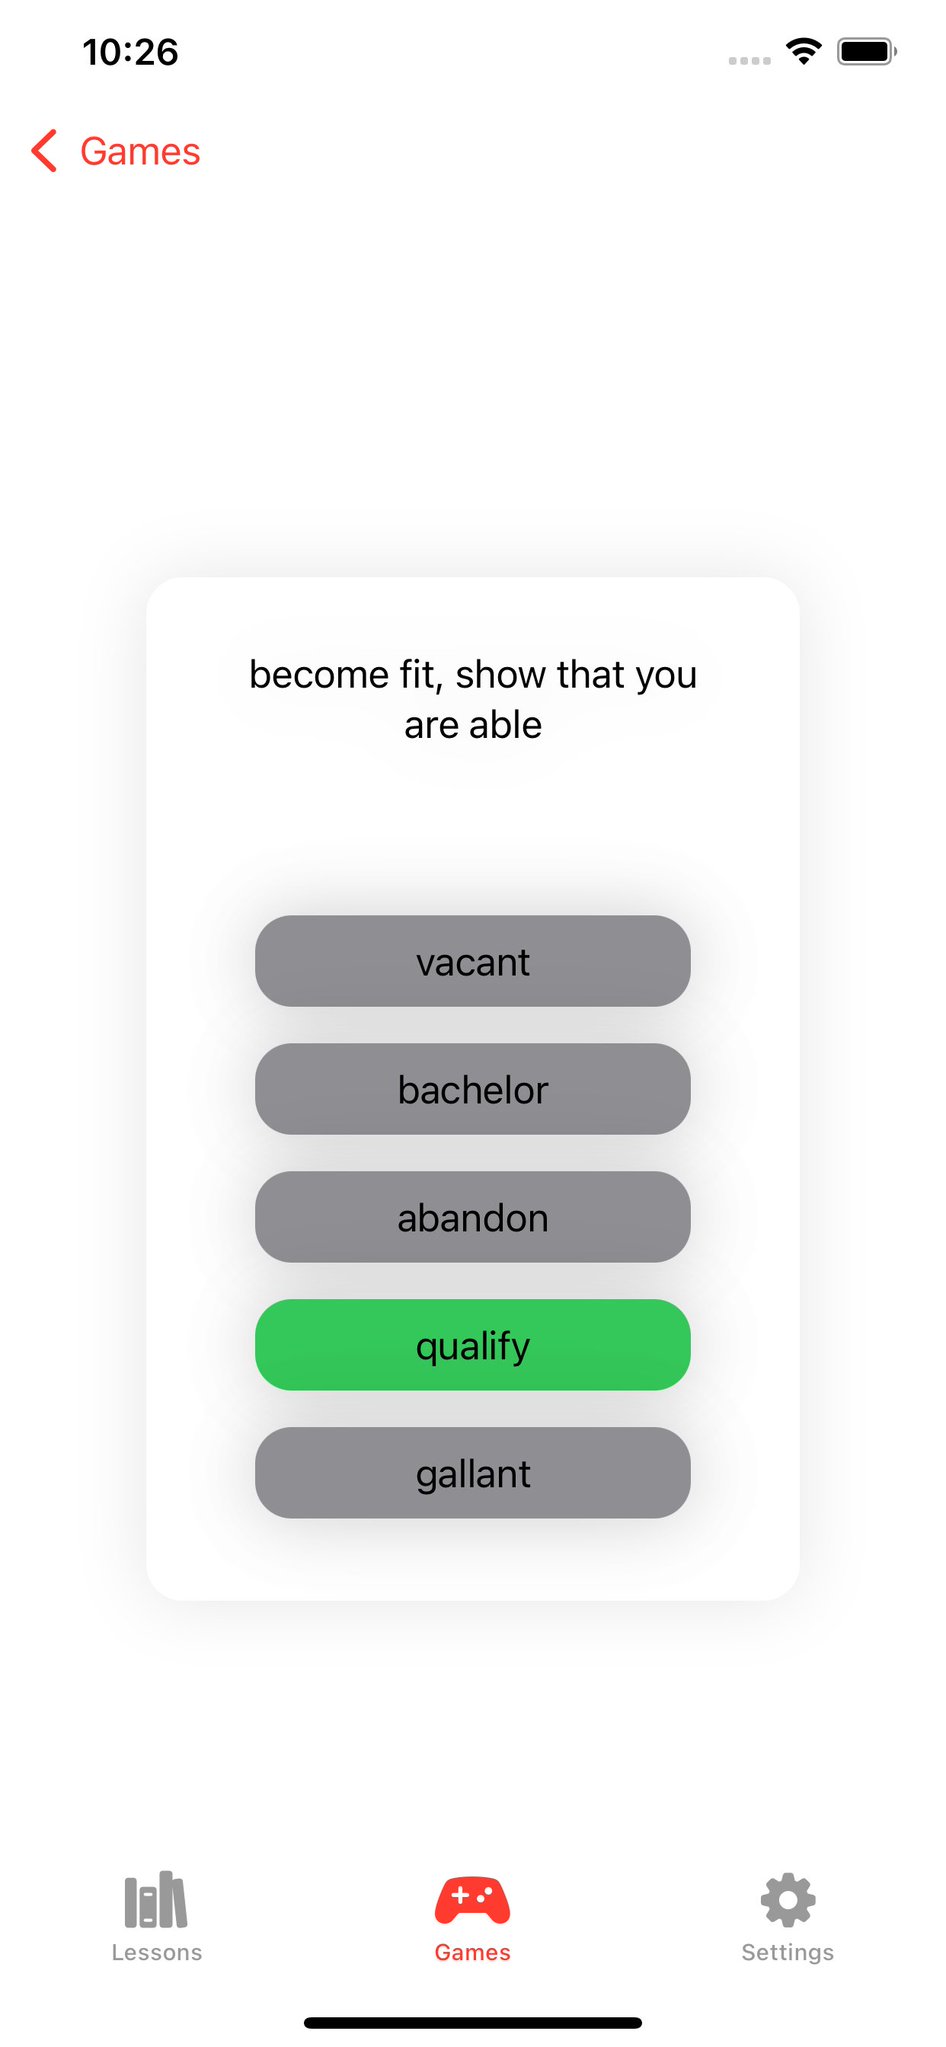 10:26
Games
become fit, show that you
are able
vacant
bachelor
abandon
qualify
gallant
Lessons
Games
Settings